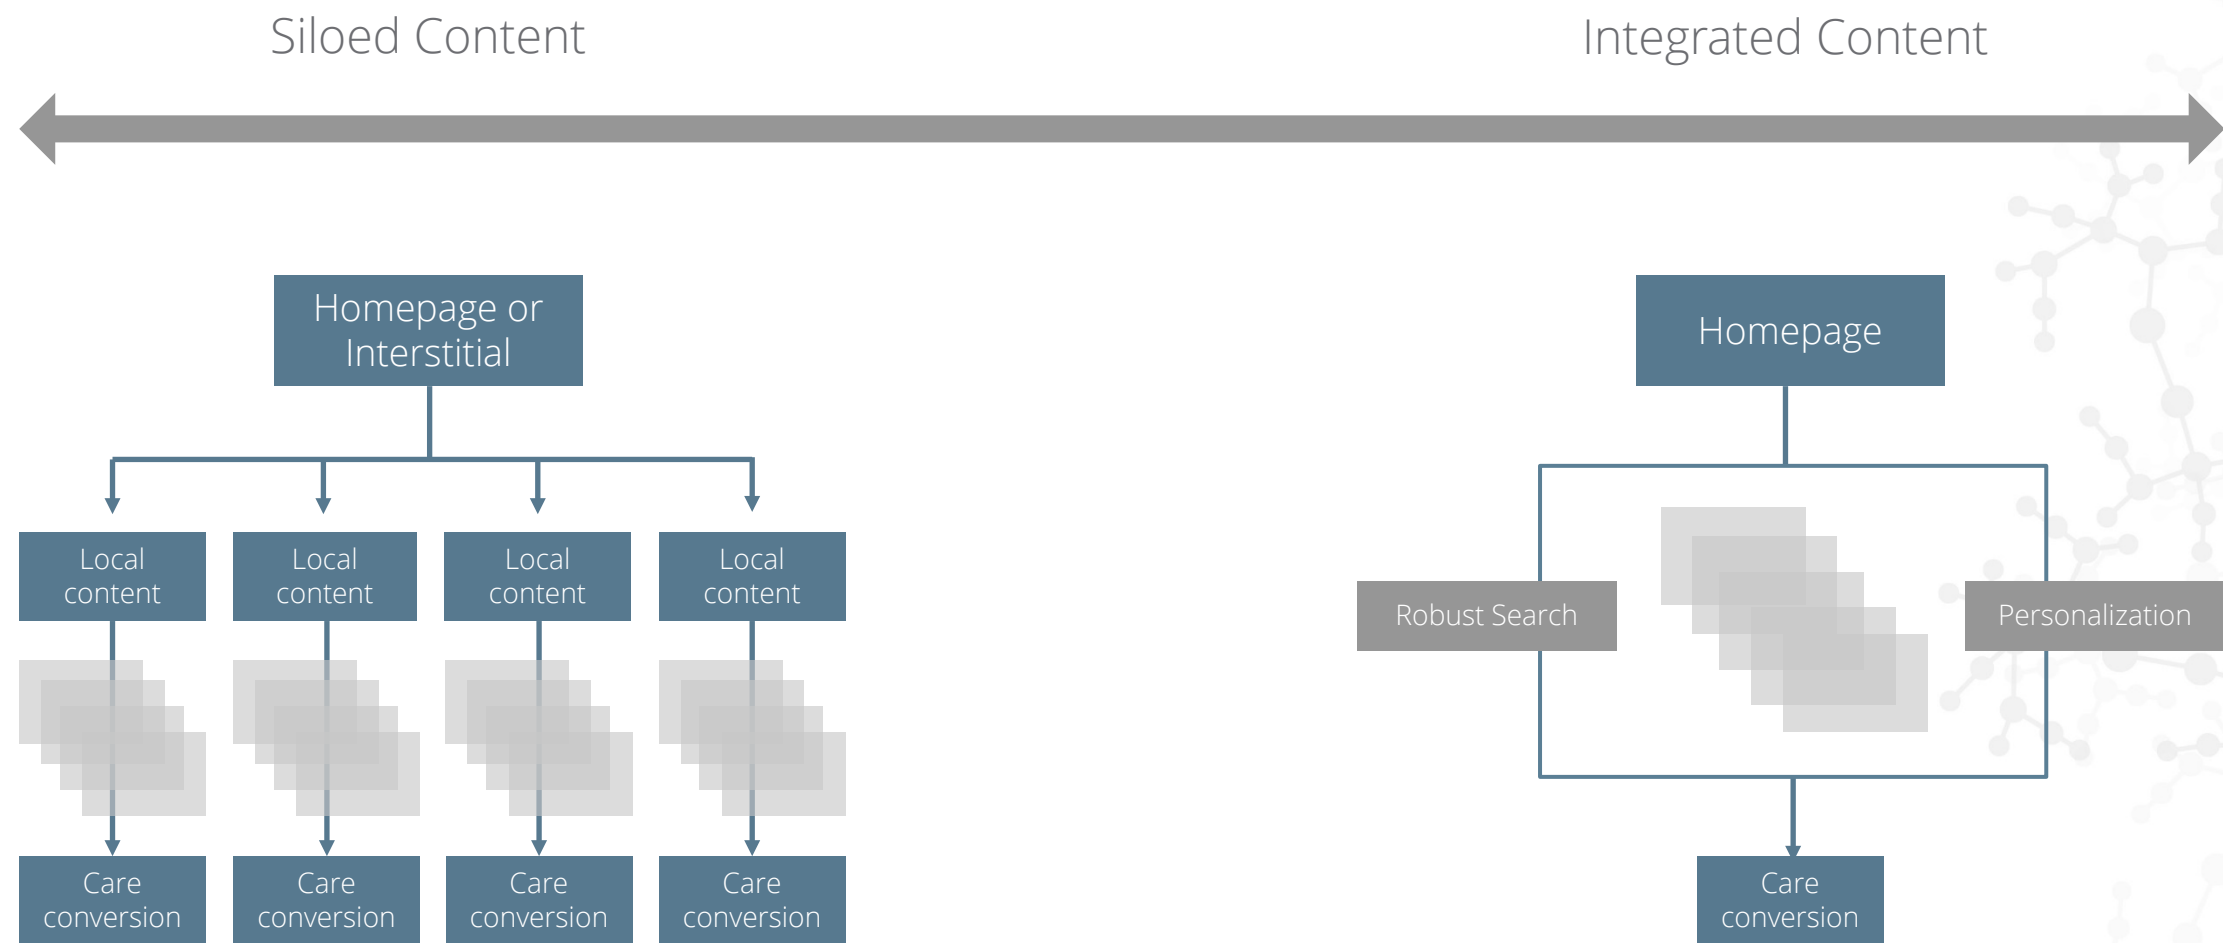 Siloed Content
Integrated Content
Homepage or
Interstitial
Local
content
Local
content
Local
content
Local
content
Care
conversion
Care
conversion
Care
conversion
Care
conversion
Homepage
Robust Search
Personalization
Care
conversion